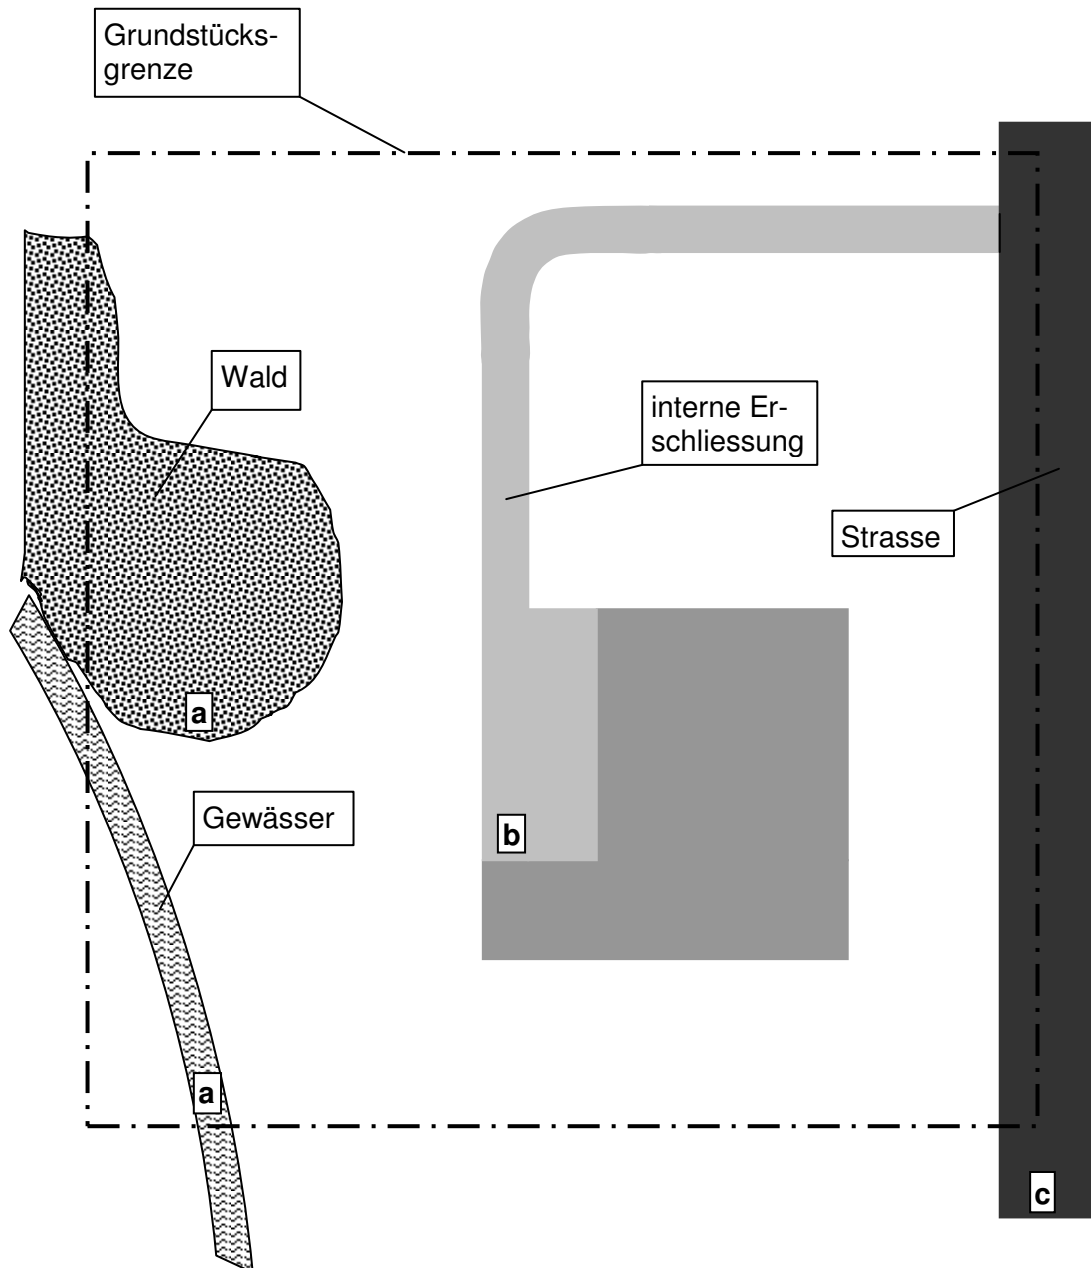 Grundstücks-
grenze
Wald
interne Er-
schliessung
Strasse
a
Gewässer
b
a
c